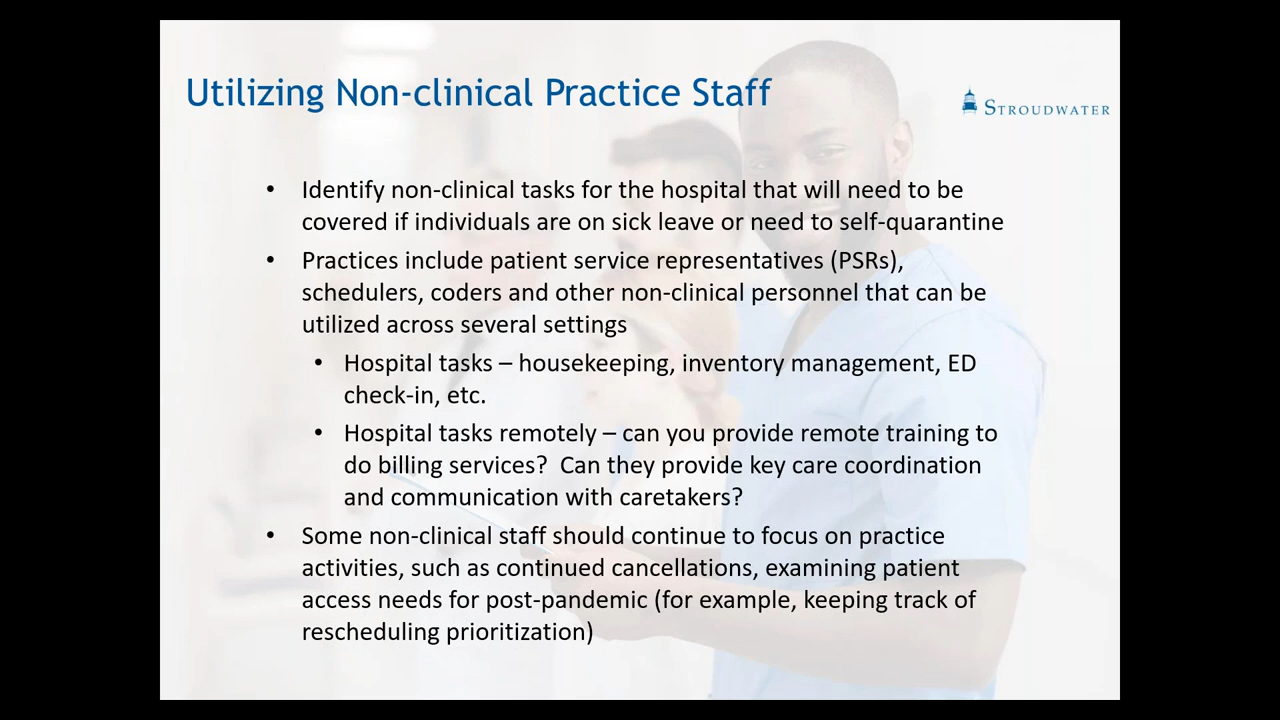 Utilizing Non-clinical Practice Staff
STROUDWATER
• Identify non-clinical tasks for the hospital that will need to be
covered if individuals are on sick leave or need to self-quarantine
• Practices include patient service representatives (PSRs),
schedulers, coders and other non-clinical personnel that can be
utilized across several settings
• Hospital tasks – housekeeping, inventory management, ED
check-in, etc.
• Hospital tasks remotely – can you provide remote training to
do billing services?  Can they provide key care coordination
and communication with caretakers?
• Some non-clinical staff should continue to focus on practice
activities, such as continued cancellations, examining patient
access needs for post-pandemic (for example, keeping track of
rescheduling prioritization)